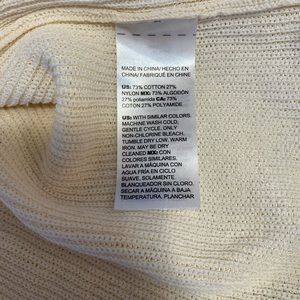 MADE IN CHINA/ HECHO EN
CHINA/ FABRIQUÉ EN CHINE
US: 73% COTTON 27%
NYLON MX: 73% ALGODÓN
27% poliamida CA: 73%
COTON 27% POLYAMIDE
US: WITH SIMILAR COLORS.
MACHINE WASH COLD,
GENTLE CYCLE. ONLY
NON-CHLORINE BLEACH.
TUMBLE DRY LOW. WARM
IRON. MAY BE DRY
CLEANED MX: CON
COLORES SIMILARES.
LAVAR A MÁQUINA CON
AGUA FRÍA EN CICLO
SUAVE. SOLAMENTE
BLANQUEADOR SIN CLORO.
SECAR A MÁQUINA A BAJA
TEMPERATURA. PLANCHAR